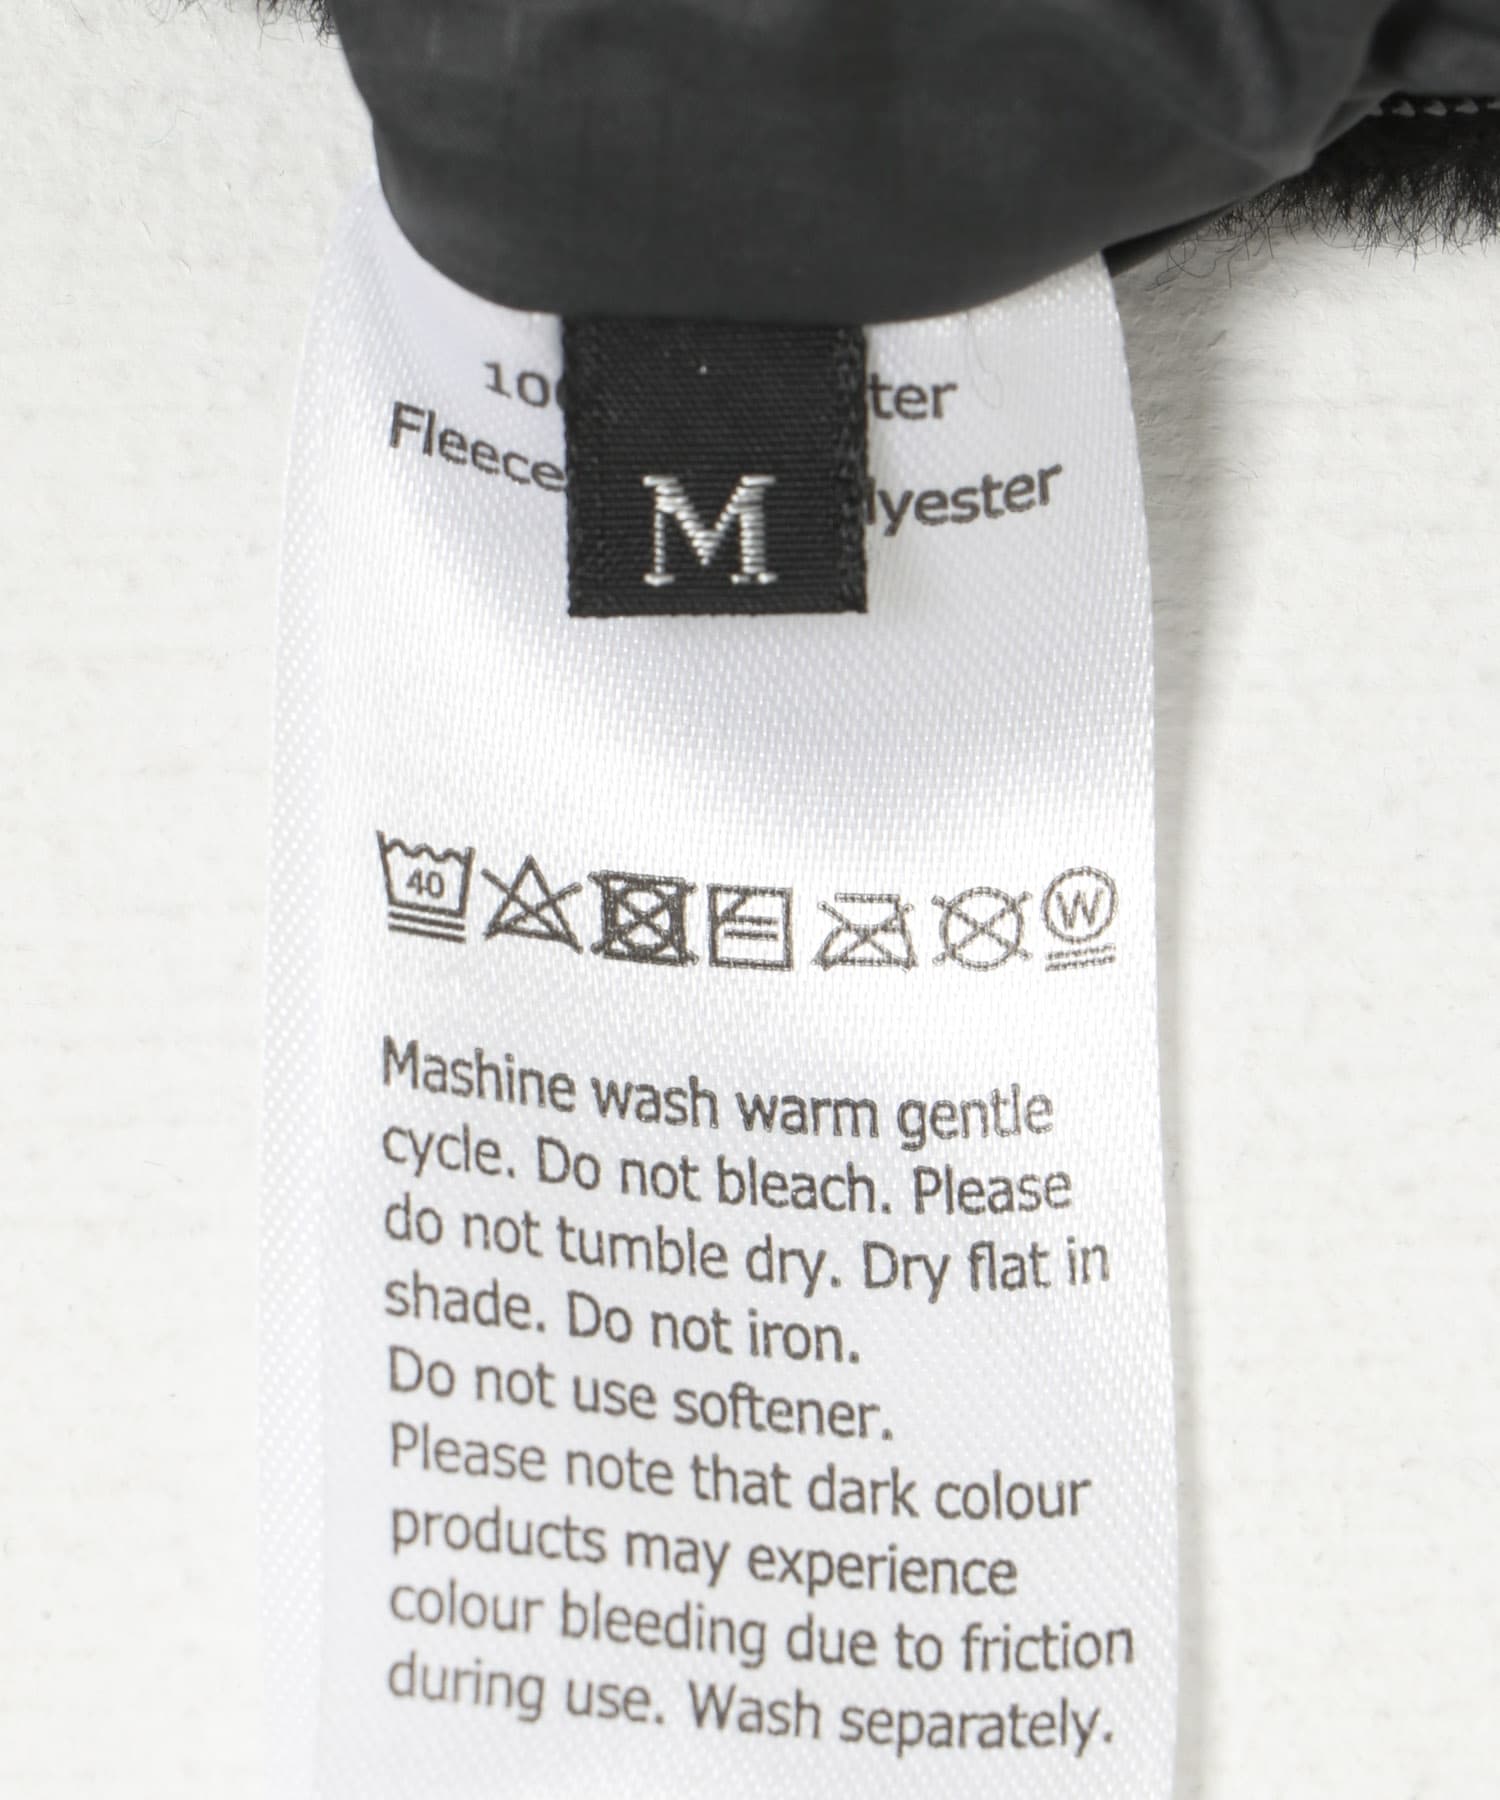 Fleece
M
lyester
40
W
Mashine wash warm gentle
cycle. Do not bleach. Please
do not tumble dry. Dry flat in
shade. Do not iron.
Do not use softener.
Please note that dark colour
products may experience
colour bleeding due to friction
during use. Wash separately.